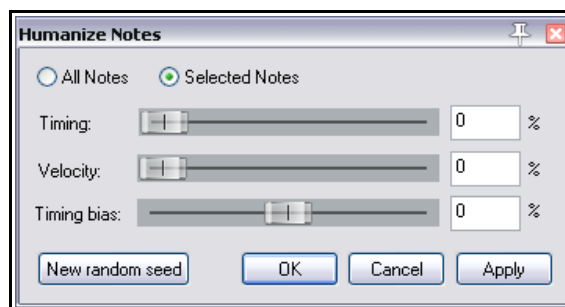 Humanize Notes
All Notes Selected Notes
Timing: 0 %
Velocity: 0 %
Timing bias: 0 %
New random seed OK Cancel Apply